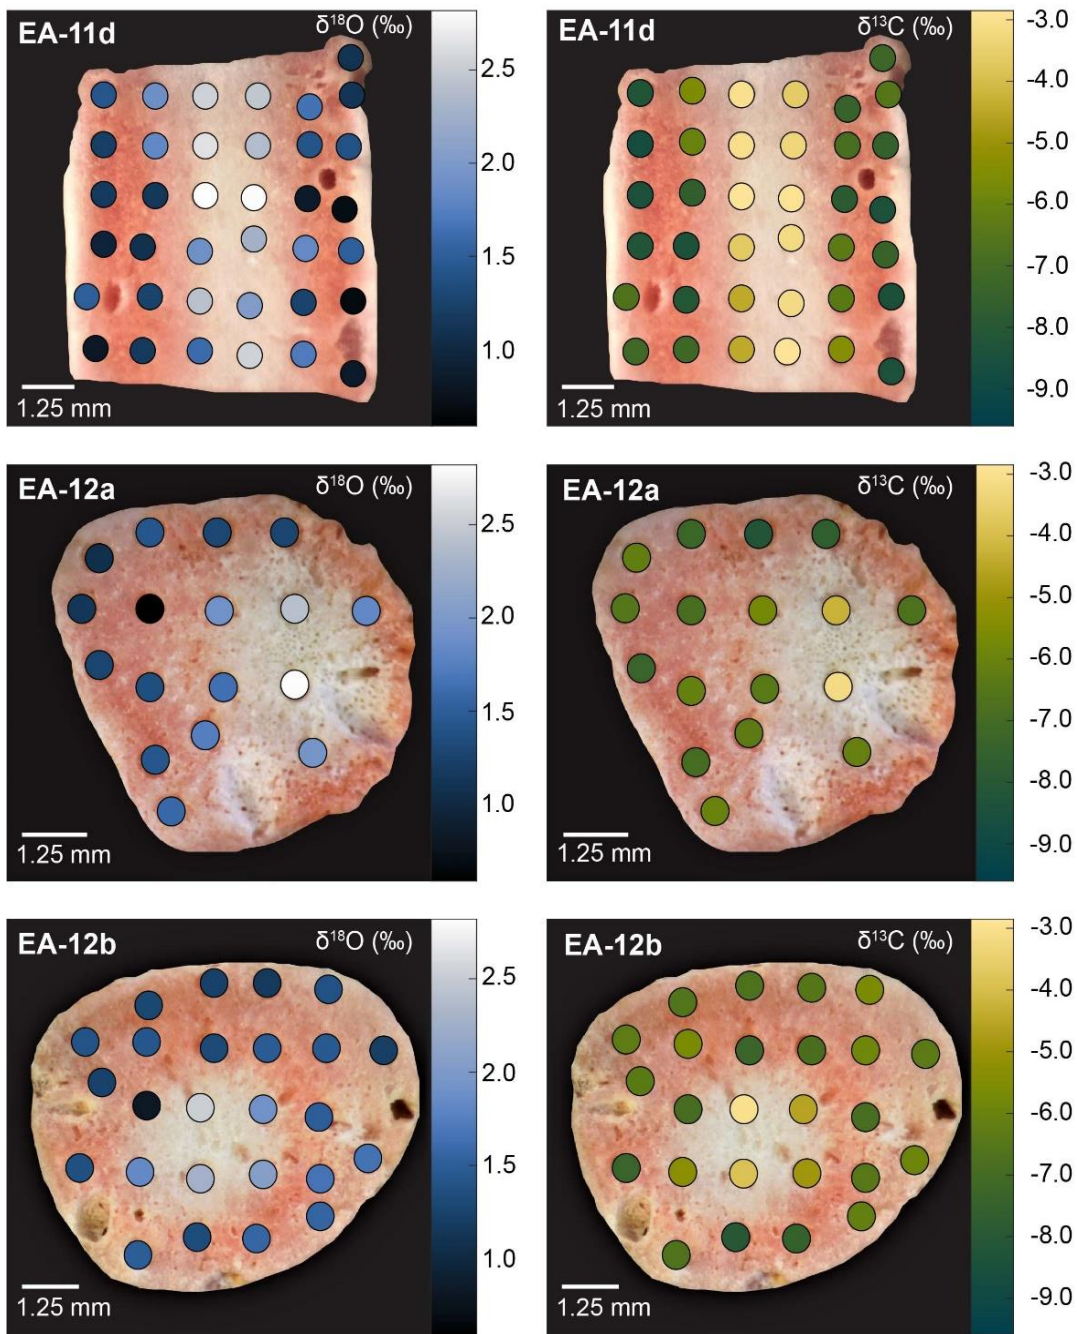 EA-11d δ¹⁸O (‰)
2.5
2.0
1.5
1.0
1.25 mm
EA-11d δ¹³C (‰)
-3.0
-4.0
-5.0
-6.0
-7.0
-8.0
-9.0
1.25 mm
EA-12a δ¹⁸O (‰)
2.5
2.0
1.5
1.0
1.25 mm
EA-12a δ¹³C (‰)
-3.0
-4.0
-5.0
-6.0
-7.0
-8.0
-9.0
1.25 mm
EA-12b δ¹⁸O (‰)
2.5
2.0
1.5
1.0
1.25 mm
EA-12b δ¹³C (‰)
-3.0
-4.0
-5.0
-6.0
-7.0
-8.0
-9.0
1.25 mm